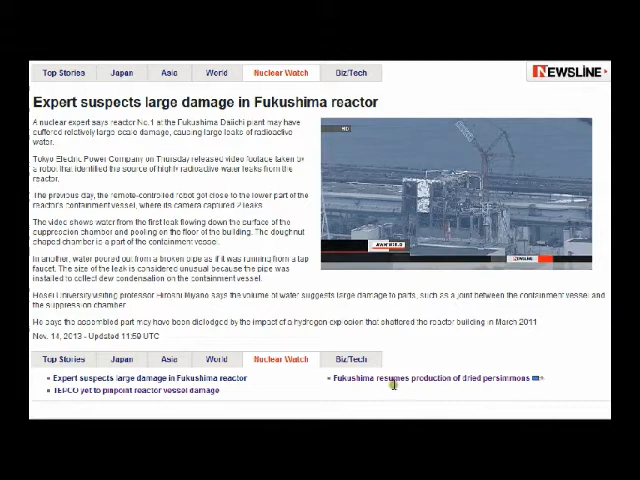 Top Stories Japan Asia World Nuclear Watch Biz/Tech NEWSLINE
Expert suspects large damage in Fukushima reactor
A nuclear expert says reactor No.1 at the Fukushima Daiichi plant may have
suffered relatively large-scale damage, causing large leaks of radioactive
water.
Tokyo Electric Power Company on Thursday released video footage taken by
a robot that identified the source of highly radioactive water leaks from the
reactor.
The previous day, the remote-controlled robot got close to the lower part of the
reactor's containment vessel, where its camera captured 2 leaks.
The video shows water from the first leak flowing down the surface of the
suppression chamber and pooling on the floor of the building. The doughnut
shaped chamber is a part of the containment vessel.
In another, water poured out from a broken pipe as if it was running from a tap
faucet. The size of the leak is considered unusual because the pipe was
installed to collect dew condensation on the containment vessel.
HD
NEWSLINE
Hosei University visiting professor Hiroshi Miyano says the volume of water suggests large damage to parts, such as a joint between the containment vessel and
the suppression chamber.
He says the assembled part may have been dislodged by the impact of a hydrogen explosion that shattered the reactor building in March 2011
Nov. 14, 2013 - Updated 11:59 UTC
Top Stories Japan Asia World Nuclear Watch Biz/Tech
Expert suspects large damage in Fukushima reactor
Fukushima resumes production of dried persimmons
TEPCO yet to pinpoint reactor vessel damage